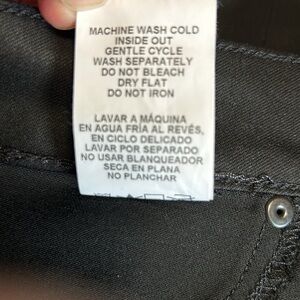 MACHINE WASH COLD
INSIDE OUT
GENTLE CYCLE
WASH SEPARATELY
DO NOT BLEACH
DRY FLAT
DO NOT IRON
LAVAR A MÁQUINA
EN AGUA FRÍA AL REVÉS,
EN CICLO DELICADO
LAVAR POR SEPARADO
NO USAR BLANQUEADOR
SECA EN PLANA
NO PLANCHAR